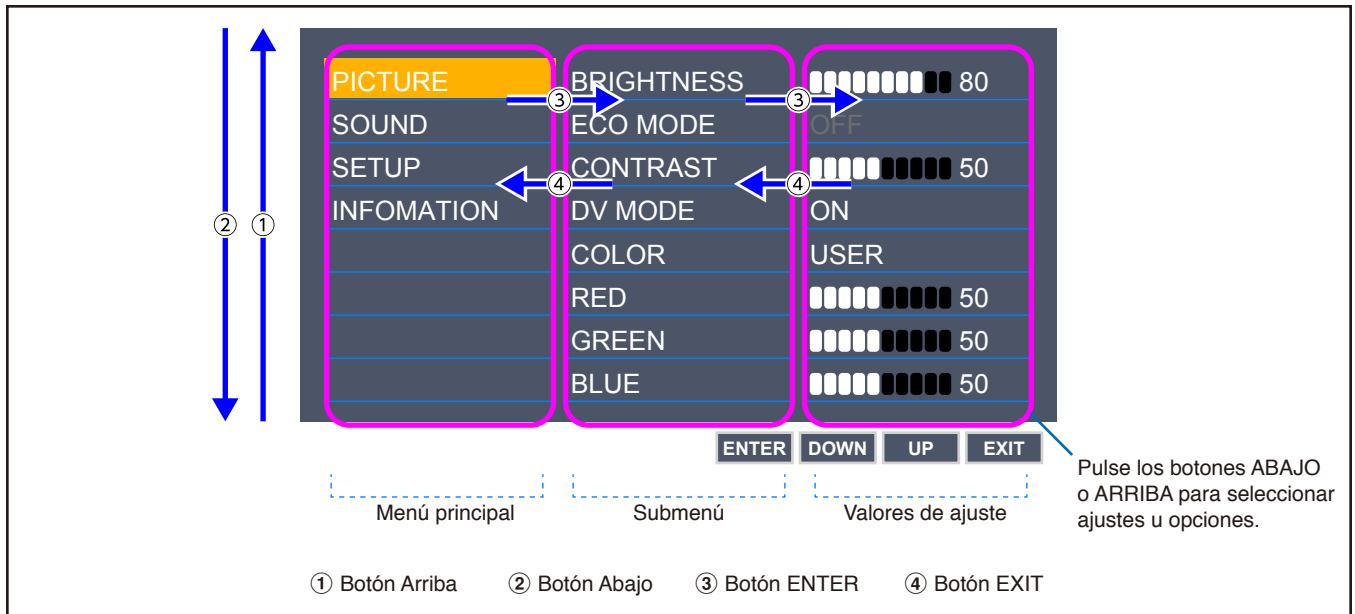 PICTURE BRIGHTNESS 80
③ ③
SOUND ECO MODE OFF
SETUP CONTRAST 50
④ ④
INFOMATION DV MODE ON
② ①
COLOR USER
RED 50
GREEN 50
BLUE 50
ENTER DOWN UP EXIT
Pulse los botones ABAJO
o ARRIBA para seleccionar
ajustes u opciones.
Menú principal Submenú Valores de ajuste
① Botón Arriba ② Botón Abajo ③ Botón ENTER ④ Botón EXIT